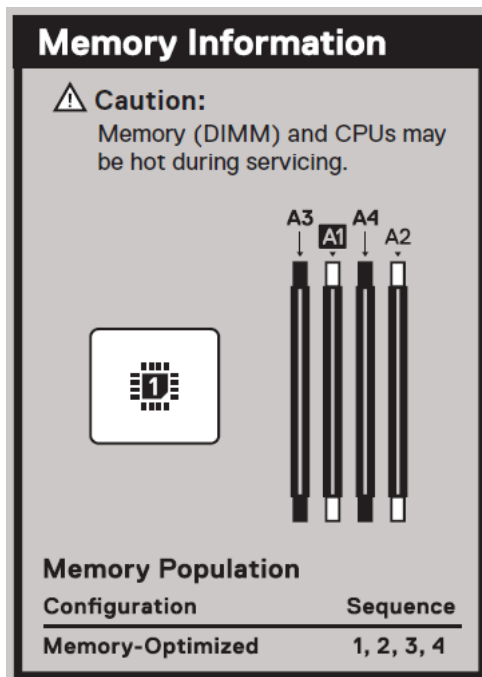 Memory Information
Caution:
Memory (DIMM) and CPUs may
be hot during servicing.
A3 A1 A4 A2
1
Memory Population
Configuration Sequence
Memory-Optimized 1, 2, 3, 4